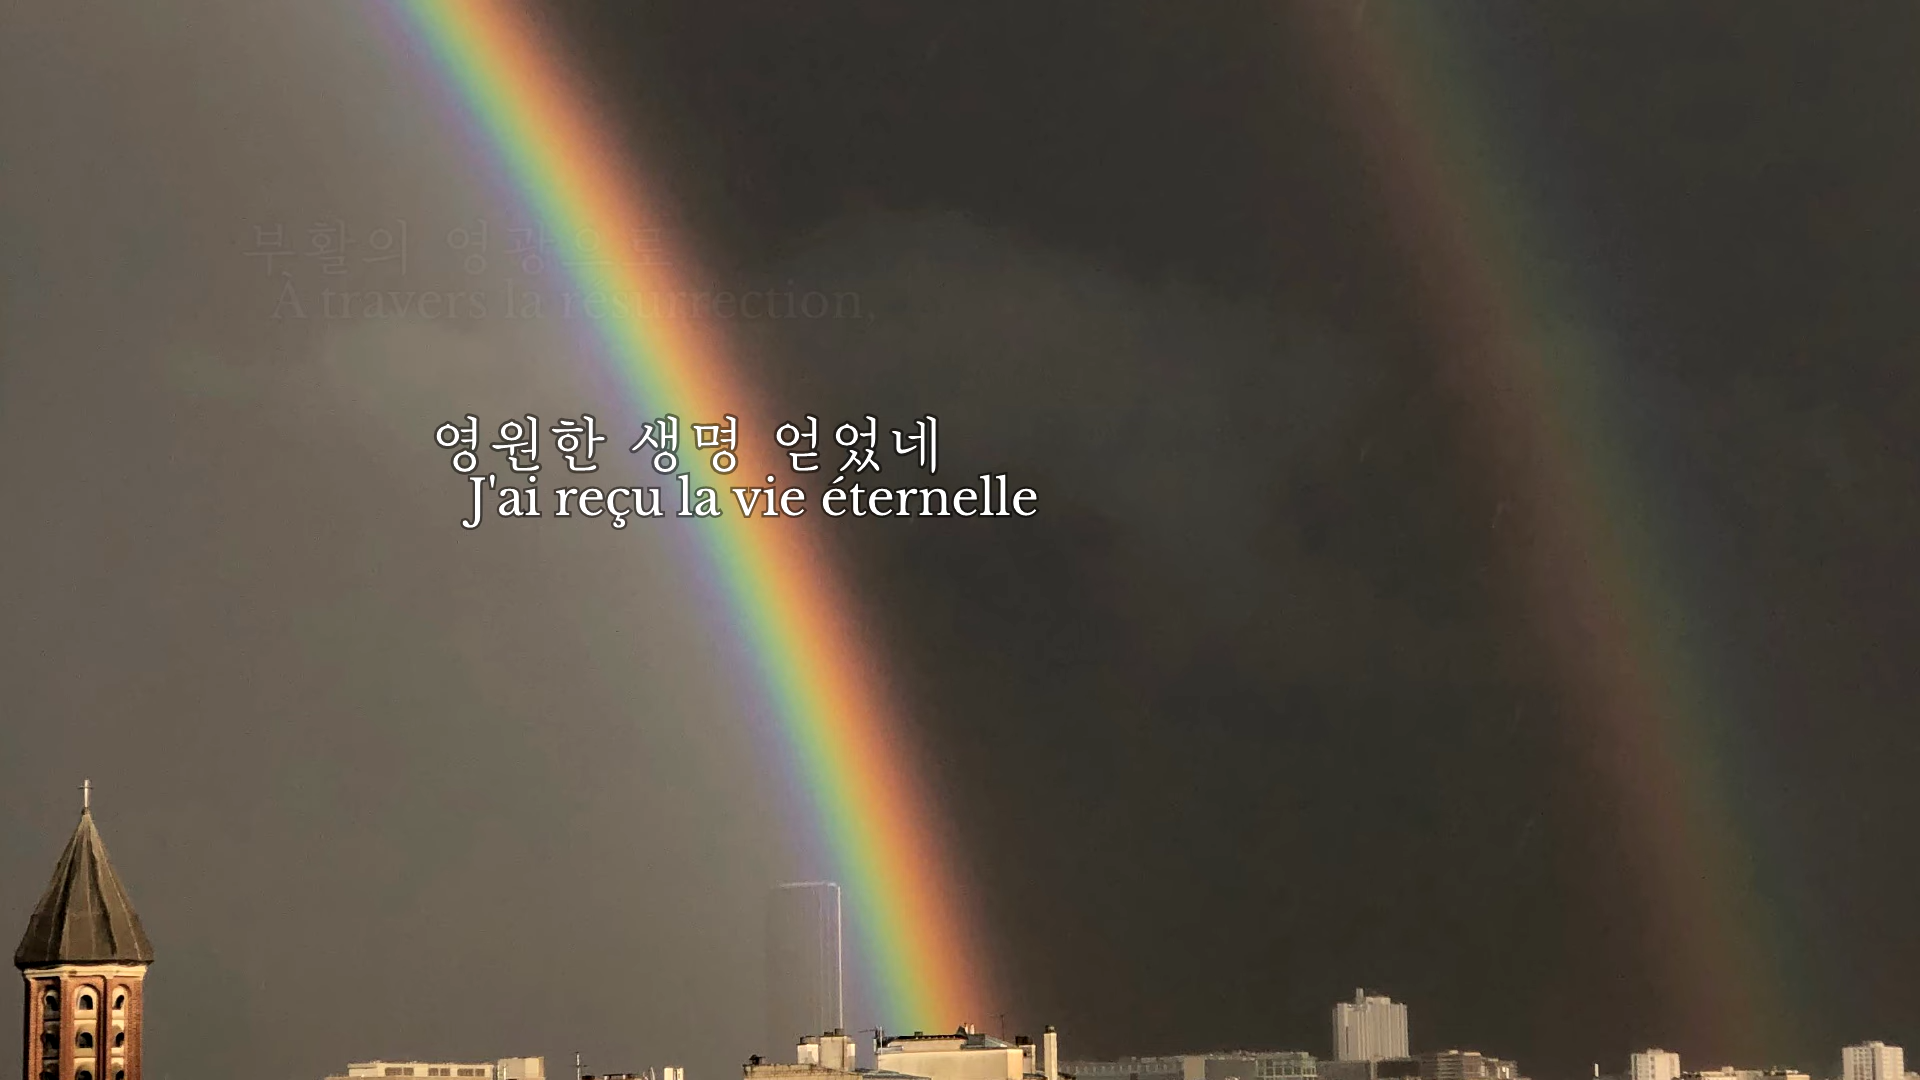 부활의 영광으로
À travers la résurrection,
영원한 생명 얻었네
J'ai reçu la vie éternelle